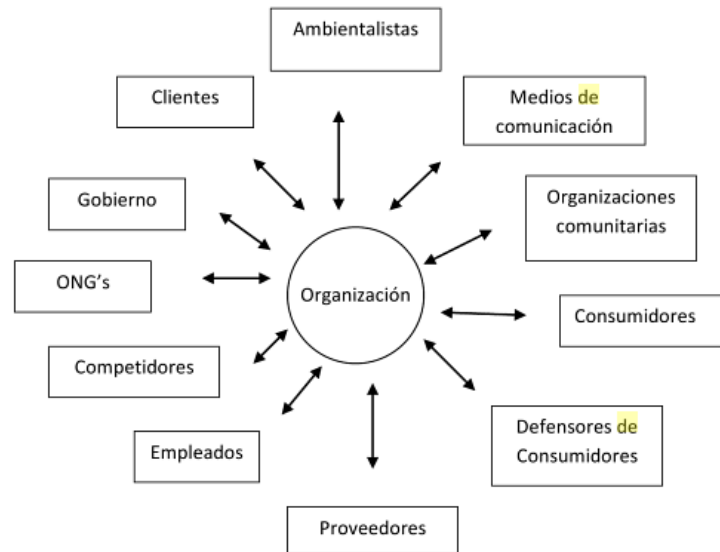 Ambientalistas
Clientes
Medios de
comunicación
Gobierno
Organizaciones
comunitarias
ONG's
Organización
Consumidores
Competidores
Empleados
Defensores de
Consumidores
Proveedores